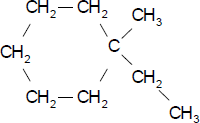 CH₂ CH₂ CH₃
CH₂ C
CH₂
CH₂ CH₂
CH₃